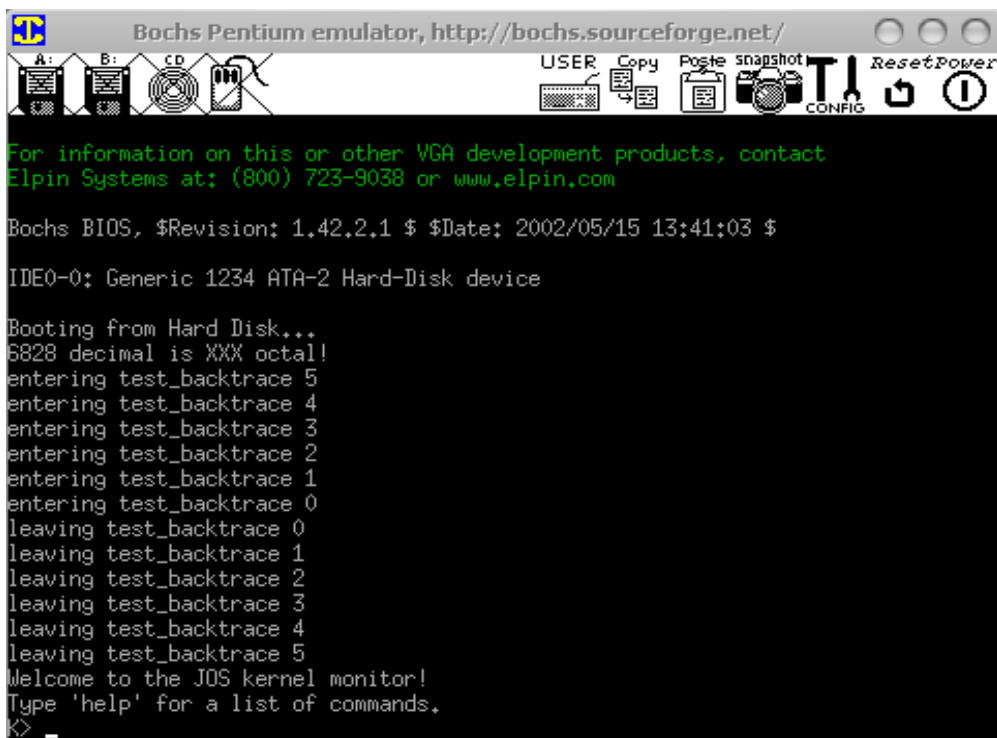 Bochs Pentium emulator, http://bochs.sourceforge.net/
A: B: CD USER Copy Paste snapshot CONFIG Reset Power
For information on this or other VGA development products, contact
Elpin Systems at: (800) 723-9038 or www.elpin.com
Bochs BIOS, $Revision: 1.42.2.1 $ $Date: 2002/05/15 13:41:03 $
IDE0-0: Generic 1234 ATA-2 Hard-Disk device
Booting from Hard Disk...
6828 decimal is XXX octal!
entering test_backtrace 5
entering test_backtrace 4
entering test_backtrace 3
entering test_backtrace 2
entering test_backtrace 1
entering test_backtrace 0
leaving test_backtrace 0
leaving test_backtrace 1
leaving test_backtrace 2
leaving test_backtrace 3
leaving test_backtrace 4
leaving test_backtrace 5
Welcome to the JOS kernel monitor!
Type 'help' for a list of commands.
K> _